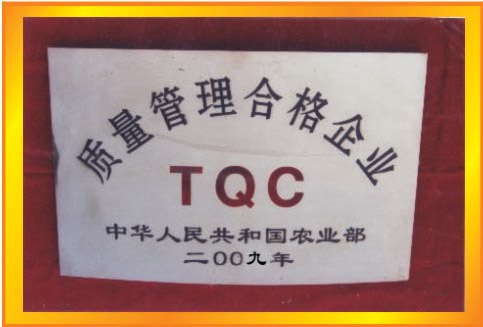 质量管理合格企业
TQC
中华人民共和国农业部
二00九年